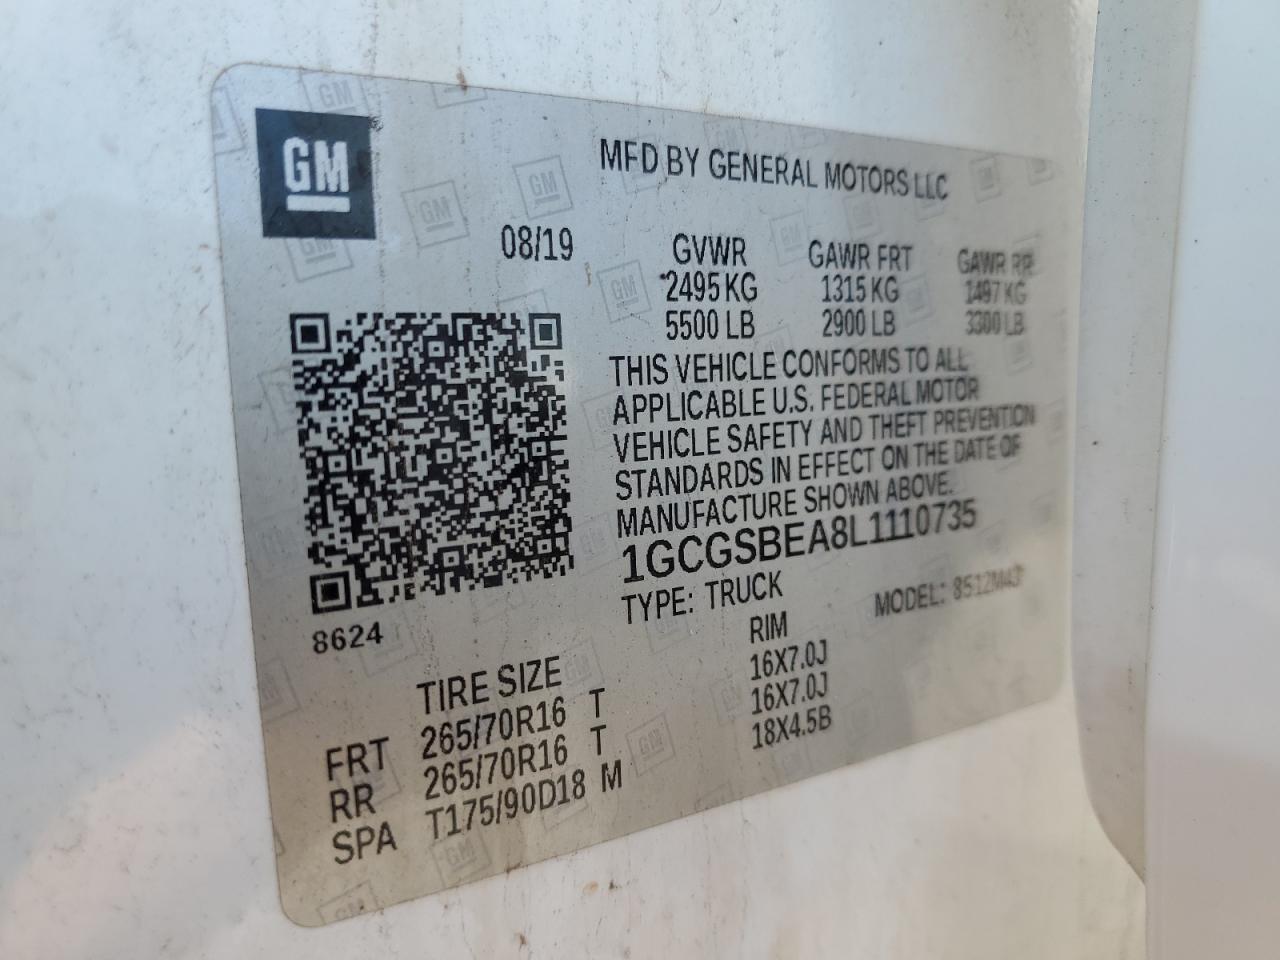 GM
MFD BY GENERAL MOTORS LLC
08/19
GVWR GAWR FRT GAWR RR
2495 KG 1315 KG 1497 KG
5500 LB 2900 LB 3300 LB
THIS VEHICLE CONFORMS TO ALL
APPLICABLE U.S. FEDERAL MOTOR
VEHICLE SAFETY AND THEFT PREVENTION
STANDARDS IN EFFECT ON THE DATE OF
MANUFACTURE SHOWN ABOVE.
1GCGSBEA8L1110735
TYPE: TRUCK MODEL: 8512M43
8624
TIRE SIZE RIM
FRT 265/70R16 T 16X7.0J
RR 265/70R16 T 16X7.0J
SPA T175/90D18 M 18X4.5B